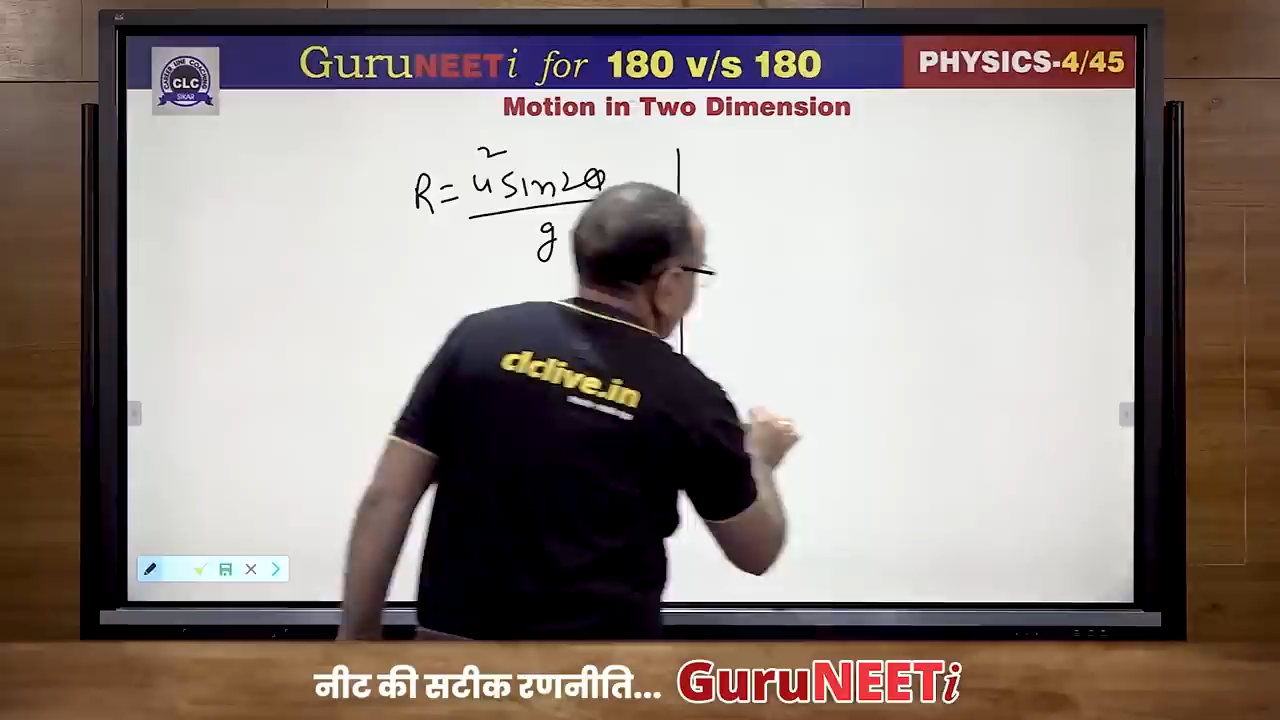 GuruNEETi for 180 v/s 180
PHYSICS-4/45
CLC
SIKAR
Motion in Two Dimension
R = u² sin2θ
g
clclive.in
नीट की सटीक रणनीति... GuruNEETi